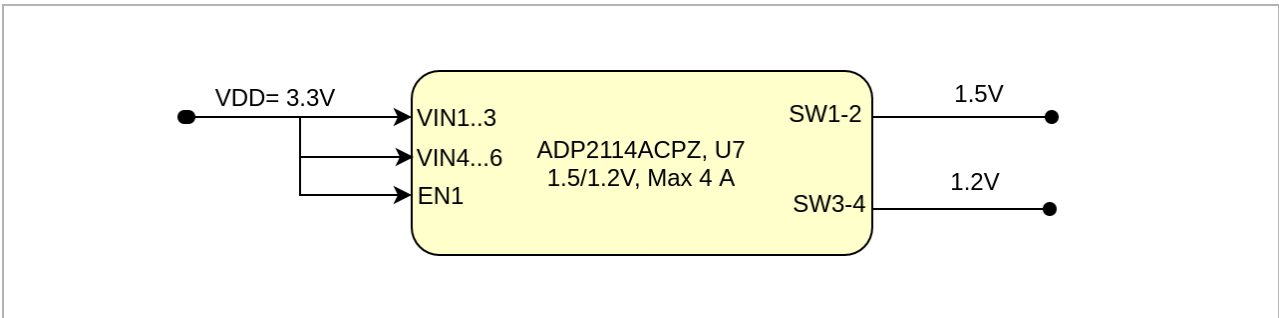 VDD= 3.3V
VIN1..3
VIN4...6
EN1
ADP2114ACPZ, U7
1.5/1.2V, Max 4 A
SW1-2
SW3-4
1.5V
1.2V